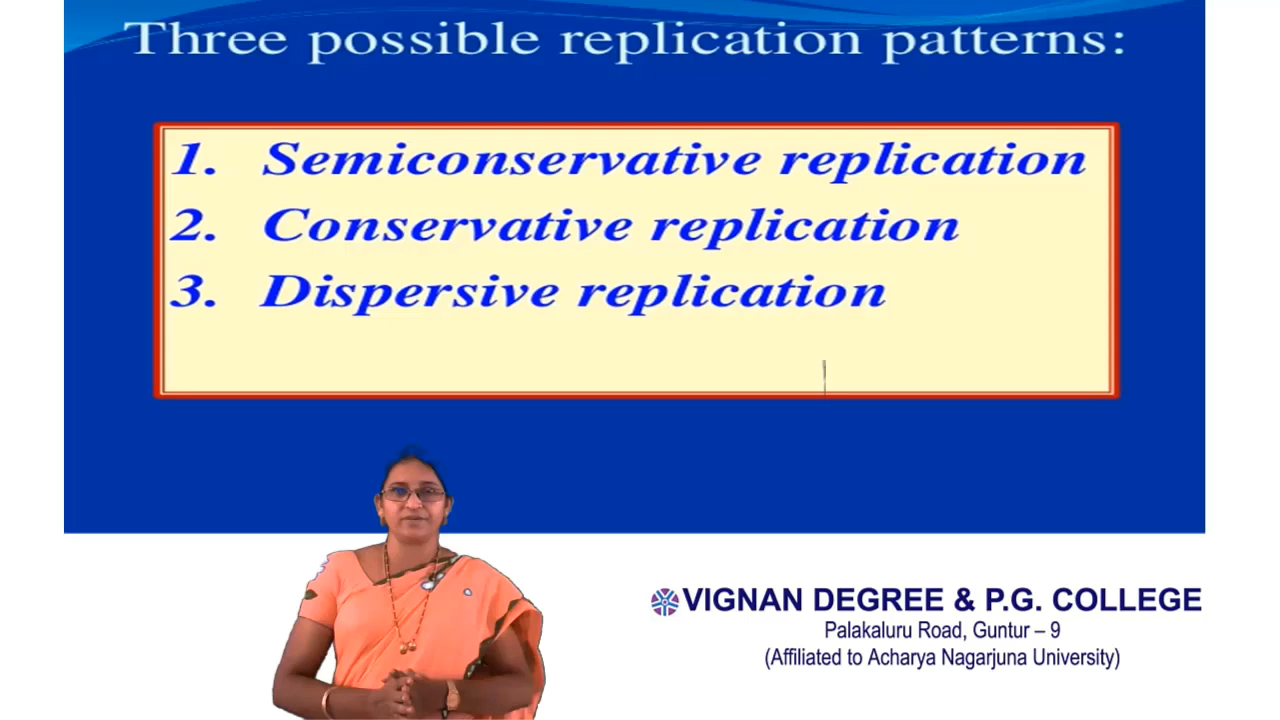 Three possible replication patterns:
1. Semiconservative replication
2. Conservative replication
3. Dispersive replication
VIGNAN DEGREE & P.G. COLLEGE
Palakaluru Road, Guntur – 9
(Affiliated to Acharya Nagarjuna University)